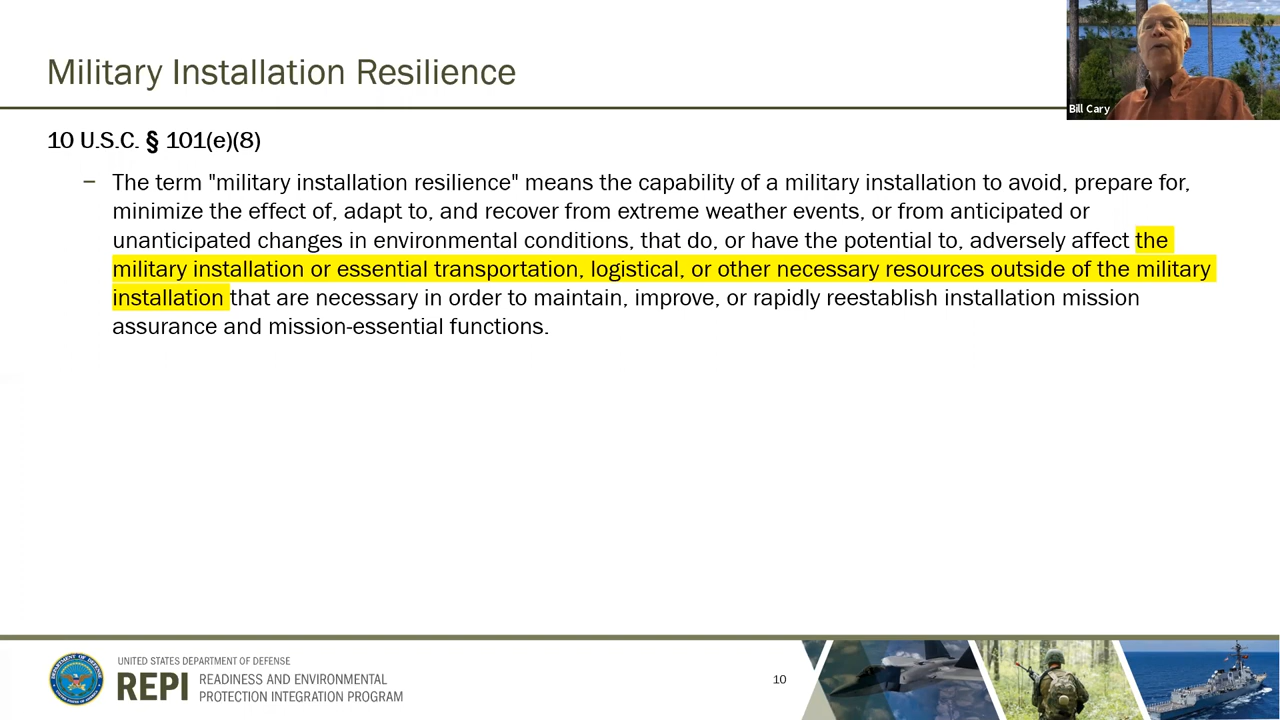 Military Installation Resilience
Bill Cary
10 U.S.C. § 101(e)(8)
– The term "military installation resilience" means the capability of a military installation to avoid, prepare for,
minimize the effect of, adapt to, and recover from extreme weather events, or from anticipated or
unanticipated changes in environmental conditions, that do, or have the potential to, adversely affect the
military installation or essential transportation, logistical, or other necessary resources outside of the military
installation that are necessary in order to maintain, improve, or rapidly reestablish installation mission
assurance and mission-essential functions.
UNITED STATES DEPARTMENT OF DEFENSE
REPI READINESS AND ENVIRONMENTAL
PROTECTION INTEGRATION PROGRAM
10